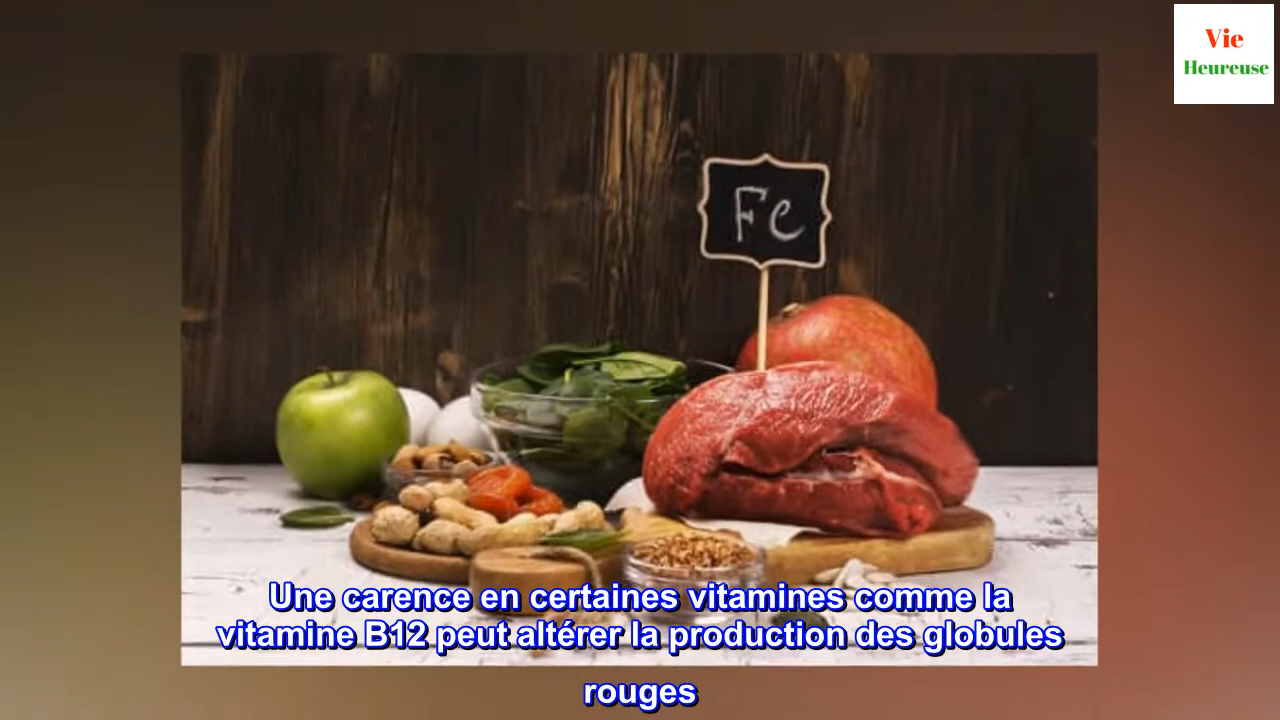 Vie
Heureuse
Fe
Une carence en certaines vitamines comme la
vitamine B12 peut altérer la production des globules
rouges